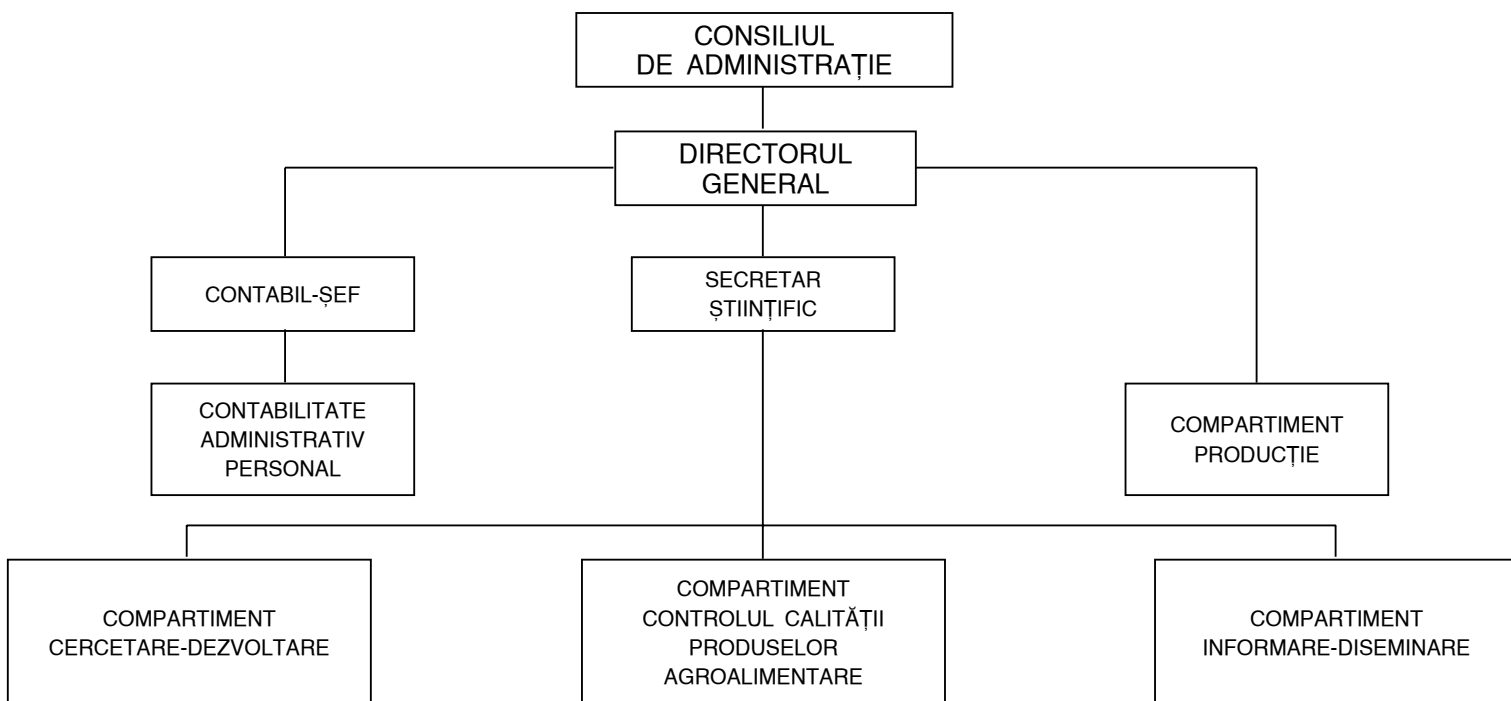 CONSILIUL
DE ADMINISTRAȚIE
DIRECTORUL
GENERAL
CONTABIL-ȘEF
SECRETAR
ȘTIINȚIFIC
CONTABILITATE
ADMINISTRATIV
PERSONAL
COMPARTIMENT
PRODUCȚIE
COMPARTIMENT
CERCETARE-DEZVOLTARE
COMPARTIMENT
CONTROLUL CALITĂȚII
PRODUSELOR
AGROALIMENTARE
COMPARTIMENT
INFORMARE-DISEMINARE